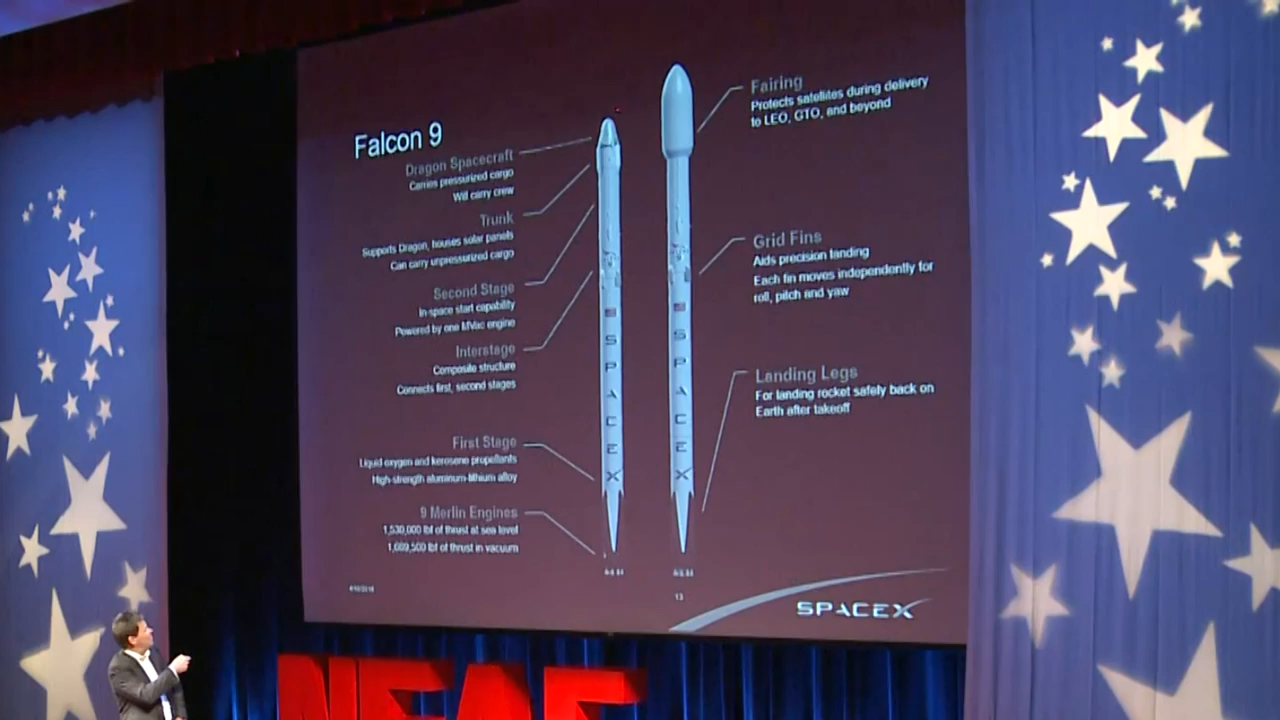 Falcon 9
Dragon Spacecraft
Carries pressurized cargo
Will carry crew
Trunk
Supports Dragon, houses solar panels
Can carry unpressurized cargo
Second Stage
In-space start capability
Powered by one MVac engine
Interstage
Composite structure
Connects first, second stages
First Stage
Liquid oxygen and kerosene propellants
High-strength aluminum-lithium alloy
9 Merlin Engines
1,530,000 lbf of thrust at sea level
lbf of thrust in vacuum
SPACEX
SPACEX
Fairing
Protects satellites during delivery
to LEO, GTO, and beyond
Grid Fins
Aids precision landing
Each fin moves independently for
roll, pitch and yaw
Landing Legs
For landing rocket safely back on
Earth after takeoff
13
SPACEX
NEAF